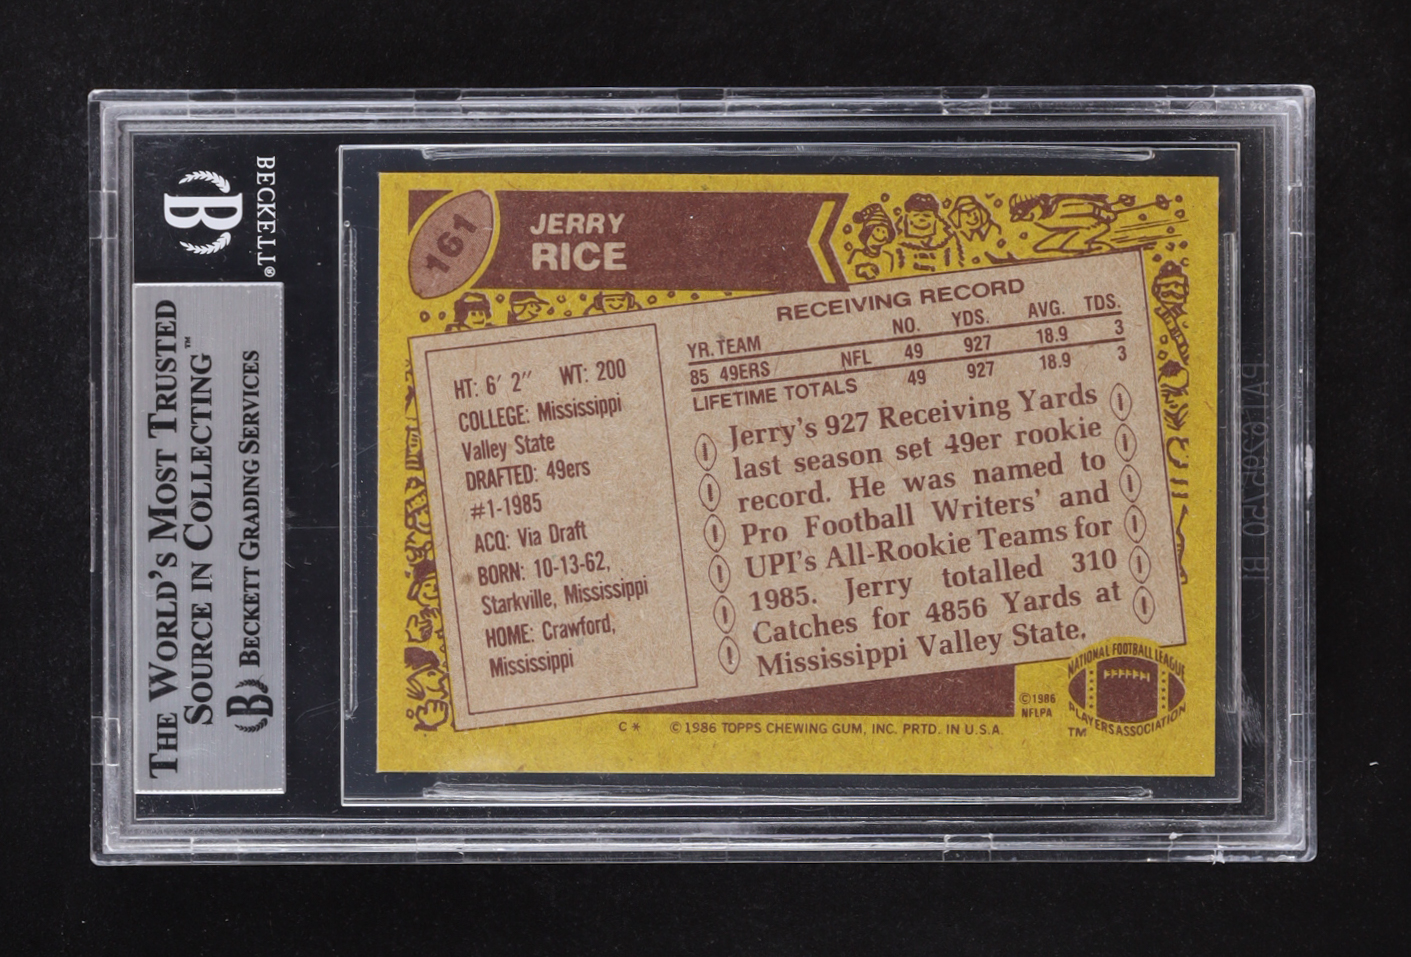 BECKETT®
THE WORLD'S MOST TRUSTED
SOURCE IN COLLECTING™
B BECKETT GRADING SERVICES
161
JERRY
RICE
RECEIVING RECORD
YR. TEAM NO. YDS. AVG. TDS.
85 49ERS NFL 49 927 18.9 3
LIFETIME TOTALS 49 927 18.9 3
HT: 6′ 2″ WT: 200
COLLEGE: Mississippi
Valley State
DRAFTED: 49ers
#1-1985
ACQ: Via Draft
BORN: 10-13-62,
Starkville, Mississippi
HOME: Crawford,
Mississippi
Jerry's 927 Receiving Yards
last season set 49er rookie
record. He was named to
Pro Football Writers' and
UPI's All-Rookie Teams for
1985. Jerry totalled 310
Catches for 4856 Yards at
Mississippi Valley State.
NATIONAL FOOTBALL LEAGUE
PLAYERS ASSOCIATION
TM
©1986
NFLPA
C* ©1986 TOPPS CHEWING GUM, INC. PRTD. IN U.S.A.